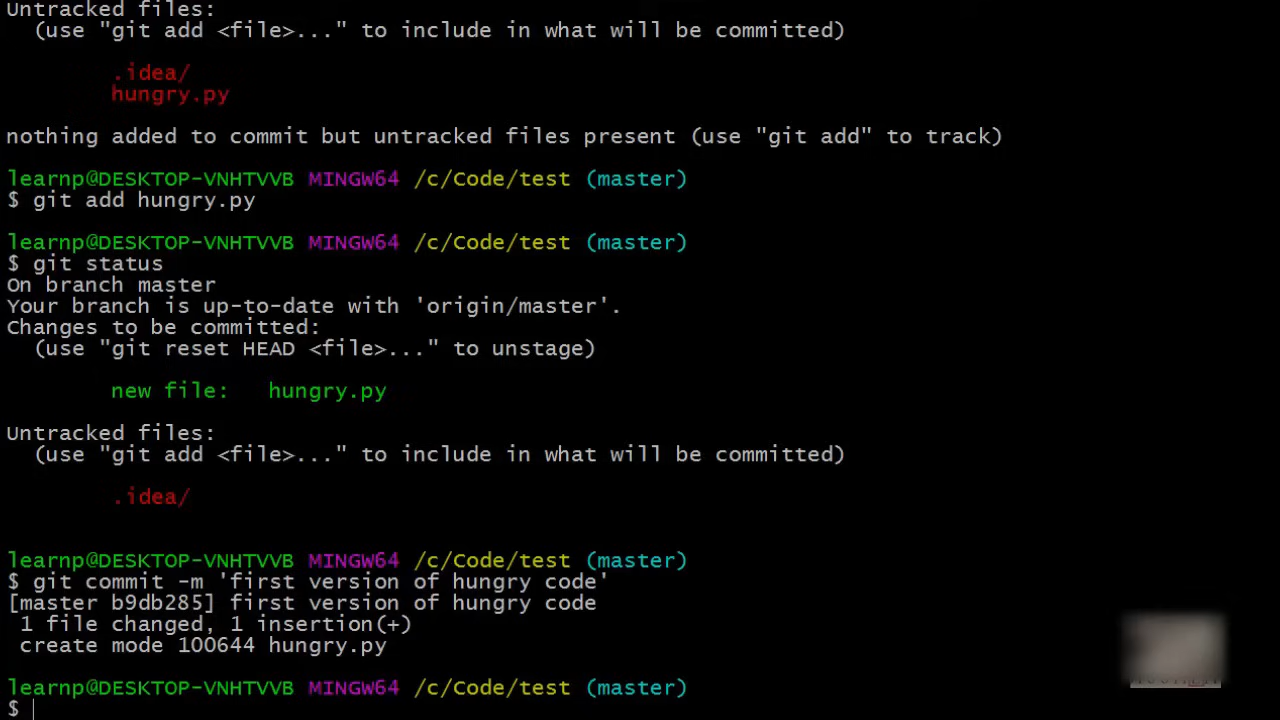 Untracked files:
(use "git add <file>..." to include in what will be committed)
.idea/
hungry.py
nothing added to commit but untracked files present (use "git add" to track)
learnp@DESKTOP-VNHTVVB MINGW64 /c/Code/test (master)
$ git add hungry.py
learnp@DESKTOP-VNHTVVB MINGW64 /c/Code/test (master)
$ git status
On branch master
Your branch is up-to-date with 'origin/master'.
Changes to be committed:
(use "git reset HEAD <file>..." to unstage)
new file:   hungry.py
Untracked files:
(use "git add <file>..." to include in what will be committed)
.idea/
learnp@DESKTOP-VNHTVVB MINGW64 /c/Code/test (master)
$ git commit -m 'first version of hungry code'
[master b9db285] first version of hungry code
1 file changed, 1 insertion(+)
create mode 100644 hungry.py
learnp@DESKTOP-VNHTVVB MINGW64 /c/Code/test (master)
$